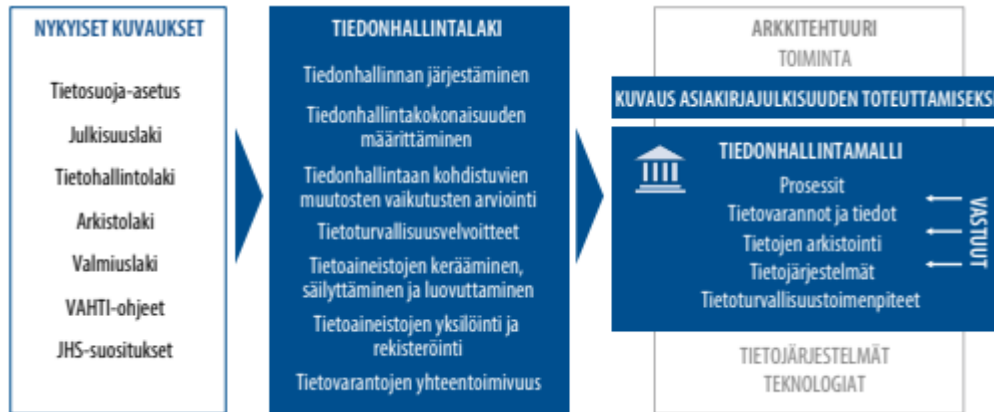 NYKYISET KUVAUKSET
Tietosuoja-asetus
Julkisuuslaki
Tietohallintolaki
Arkistolaki
Valmiuslaki
VAHTI-ohjeet
JHS-suositukset
TIEDONHALLINTALAKI
Tiedonhallinnan järjestäminen
Tiedonhallintakokonaisuuden
määrittäminen
Tiedonhallintaan kohdistuvien
muutosten vaikutusten arviointi
Tietoturvallisuusvelvoitteet
Tietoaineistojen kerääminen,
säilyttäminen ja luovuttaminen
Tietoaineistojen yksilöinti ja
rekisteröinti
Tietovarantojen yhteentoimivuus
ARKKITEHTUURI
TOIMINTA
KUVAUS ASIAKIRJAJULKISUUDEN TOTEUTTAMISEKSI
TIEDONHALLINTAMALLI
Prosessit
Tietovarannot ja tiedot
Tietojen arkistointi
Tietojärjestelmät
Tietoturvallisuustoimenpiteet
VASTUUT
TIETOJÄRJESTELMÄT
TEKNOLOGIAT